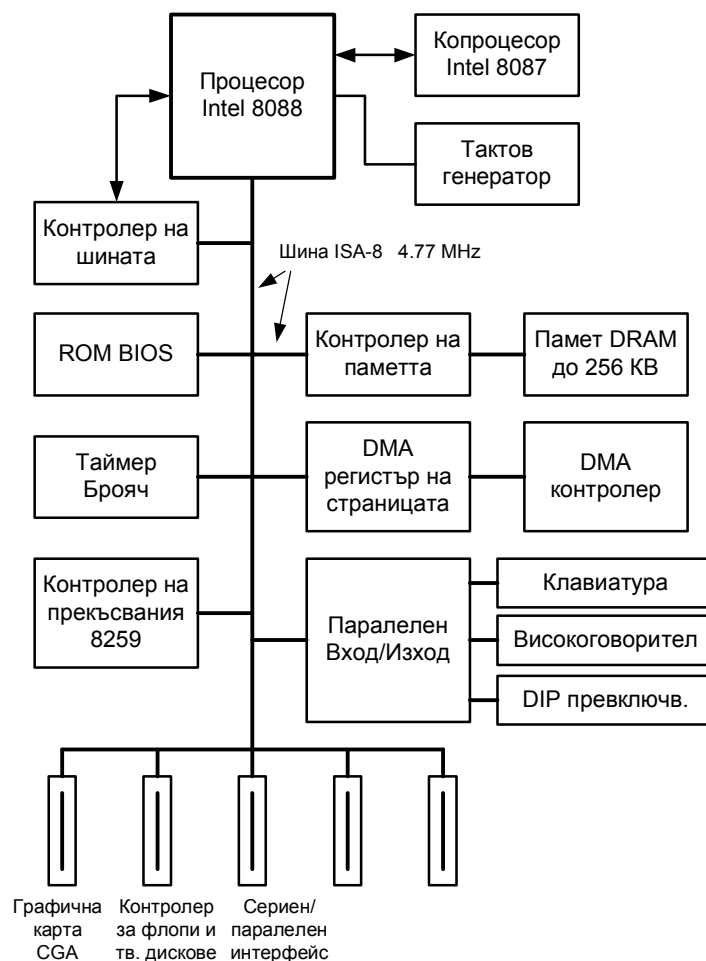 Процесор
Intel 8088
Копроцесор
Intel 8087
Тактов
генератор
Контролер на
шината
Шина ISA-8 4.77 MHz
ROM BIOS
Контролер на
паметта
Памет DRAM
до 256 KB
Таймер
Брояч
DMA
регистър на
страницата
DMA
контролер
Контролер на
прекъсвания
8259
Паралелен
Вход/Изход
Клавиатура
Високоговорител
DIP превключв.
Графична
карта
CGA
Контролер
за флопи и
тв. дискове
Сериен/
паралелен
интерфейс